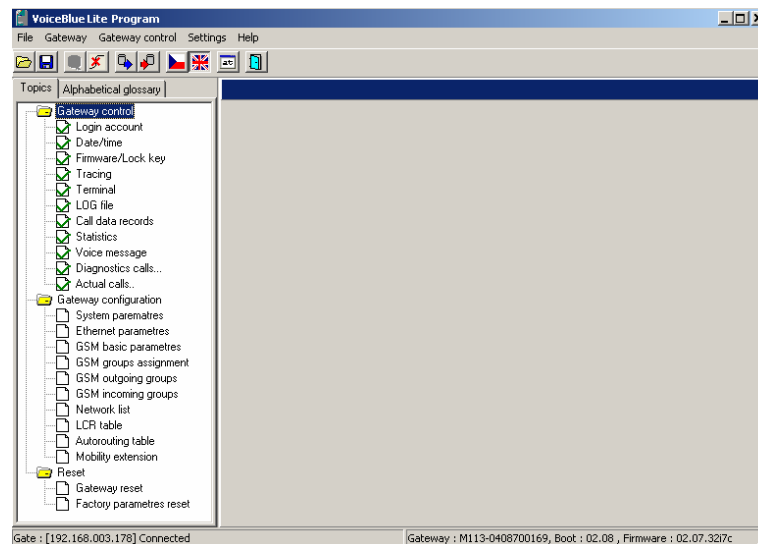 VoiceBlue Lite Program
File Gateway Gateway control Settings Help
Topics Alphabetical glossary
Gateway control
Login account
Date/time
Firmware/Lock key
Tracing
Terminal
LOG file
Call data records
Statistics
Voice message
Diagnostics calls...
Actual calls..
Gateway configuration
System parematres
Ethernet parametres
GSM basic parametres
GSM groups assignment
GSM outgoing groups
GSM incoming groups
Network list
LCR table
Autorouting table
Mobility extension
Reset
Gateway reset
Factory parametres reset
Gate : [192.168.003.178] Connected Gateway : M113-0408700169, Boot : 02.08 , Firmware : 02.07.32i7c